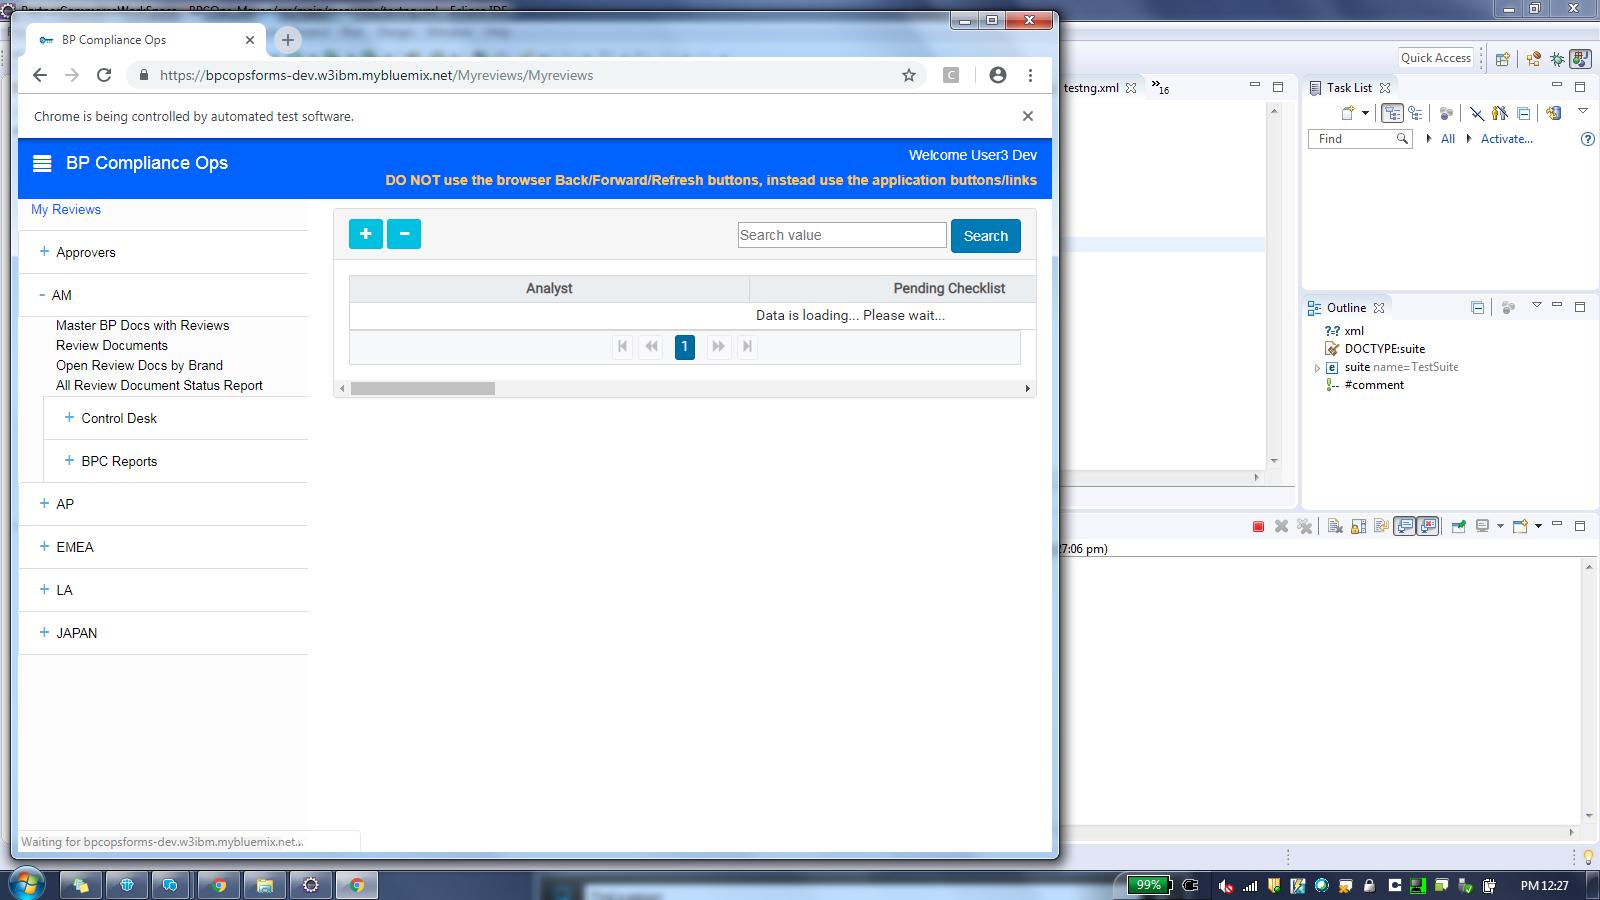 BP Compliance Ops
https://bpcopsforms-dev.w3ibm.mybluemix.net/Myreviews/Myreviews
Chrome is being controlled by automated test software.
BP Compliance Ops
Welcome User3 Dev
DO NOT use the browser Back/Forward/Refresh buttons, instead use the application buttons/links
My Reviews
+ Approvers
- AM
Master BP Docs with Reviews
Review Documents
Open Review Docs by Brand
All Review Document Status Report
+ Control Desk
+ BPC Reports
+ AP
+ EMEA
+ LA
+ JAPAN
+ -
Search value
Search
Analyst Pending Checklist
Data is loading... Please wait...
1
Waiting for bpcopsforms-dev.w3ibm.mybluemix.net...
Quick Access
testng.xml
»16
Task List
Find
All
Activate...
Outline
?=? xml
DOCTYPE:suite
e suite name=TestSuite
#comment
27:06 pm)
99%
PM 12:27